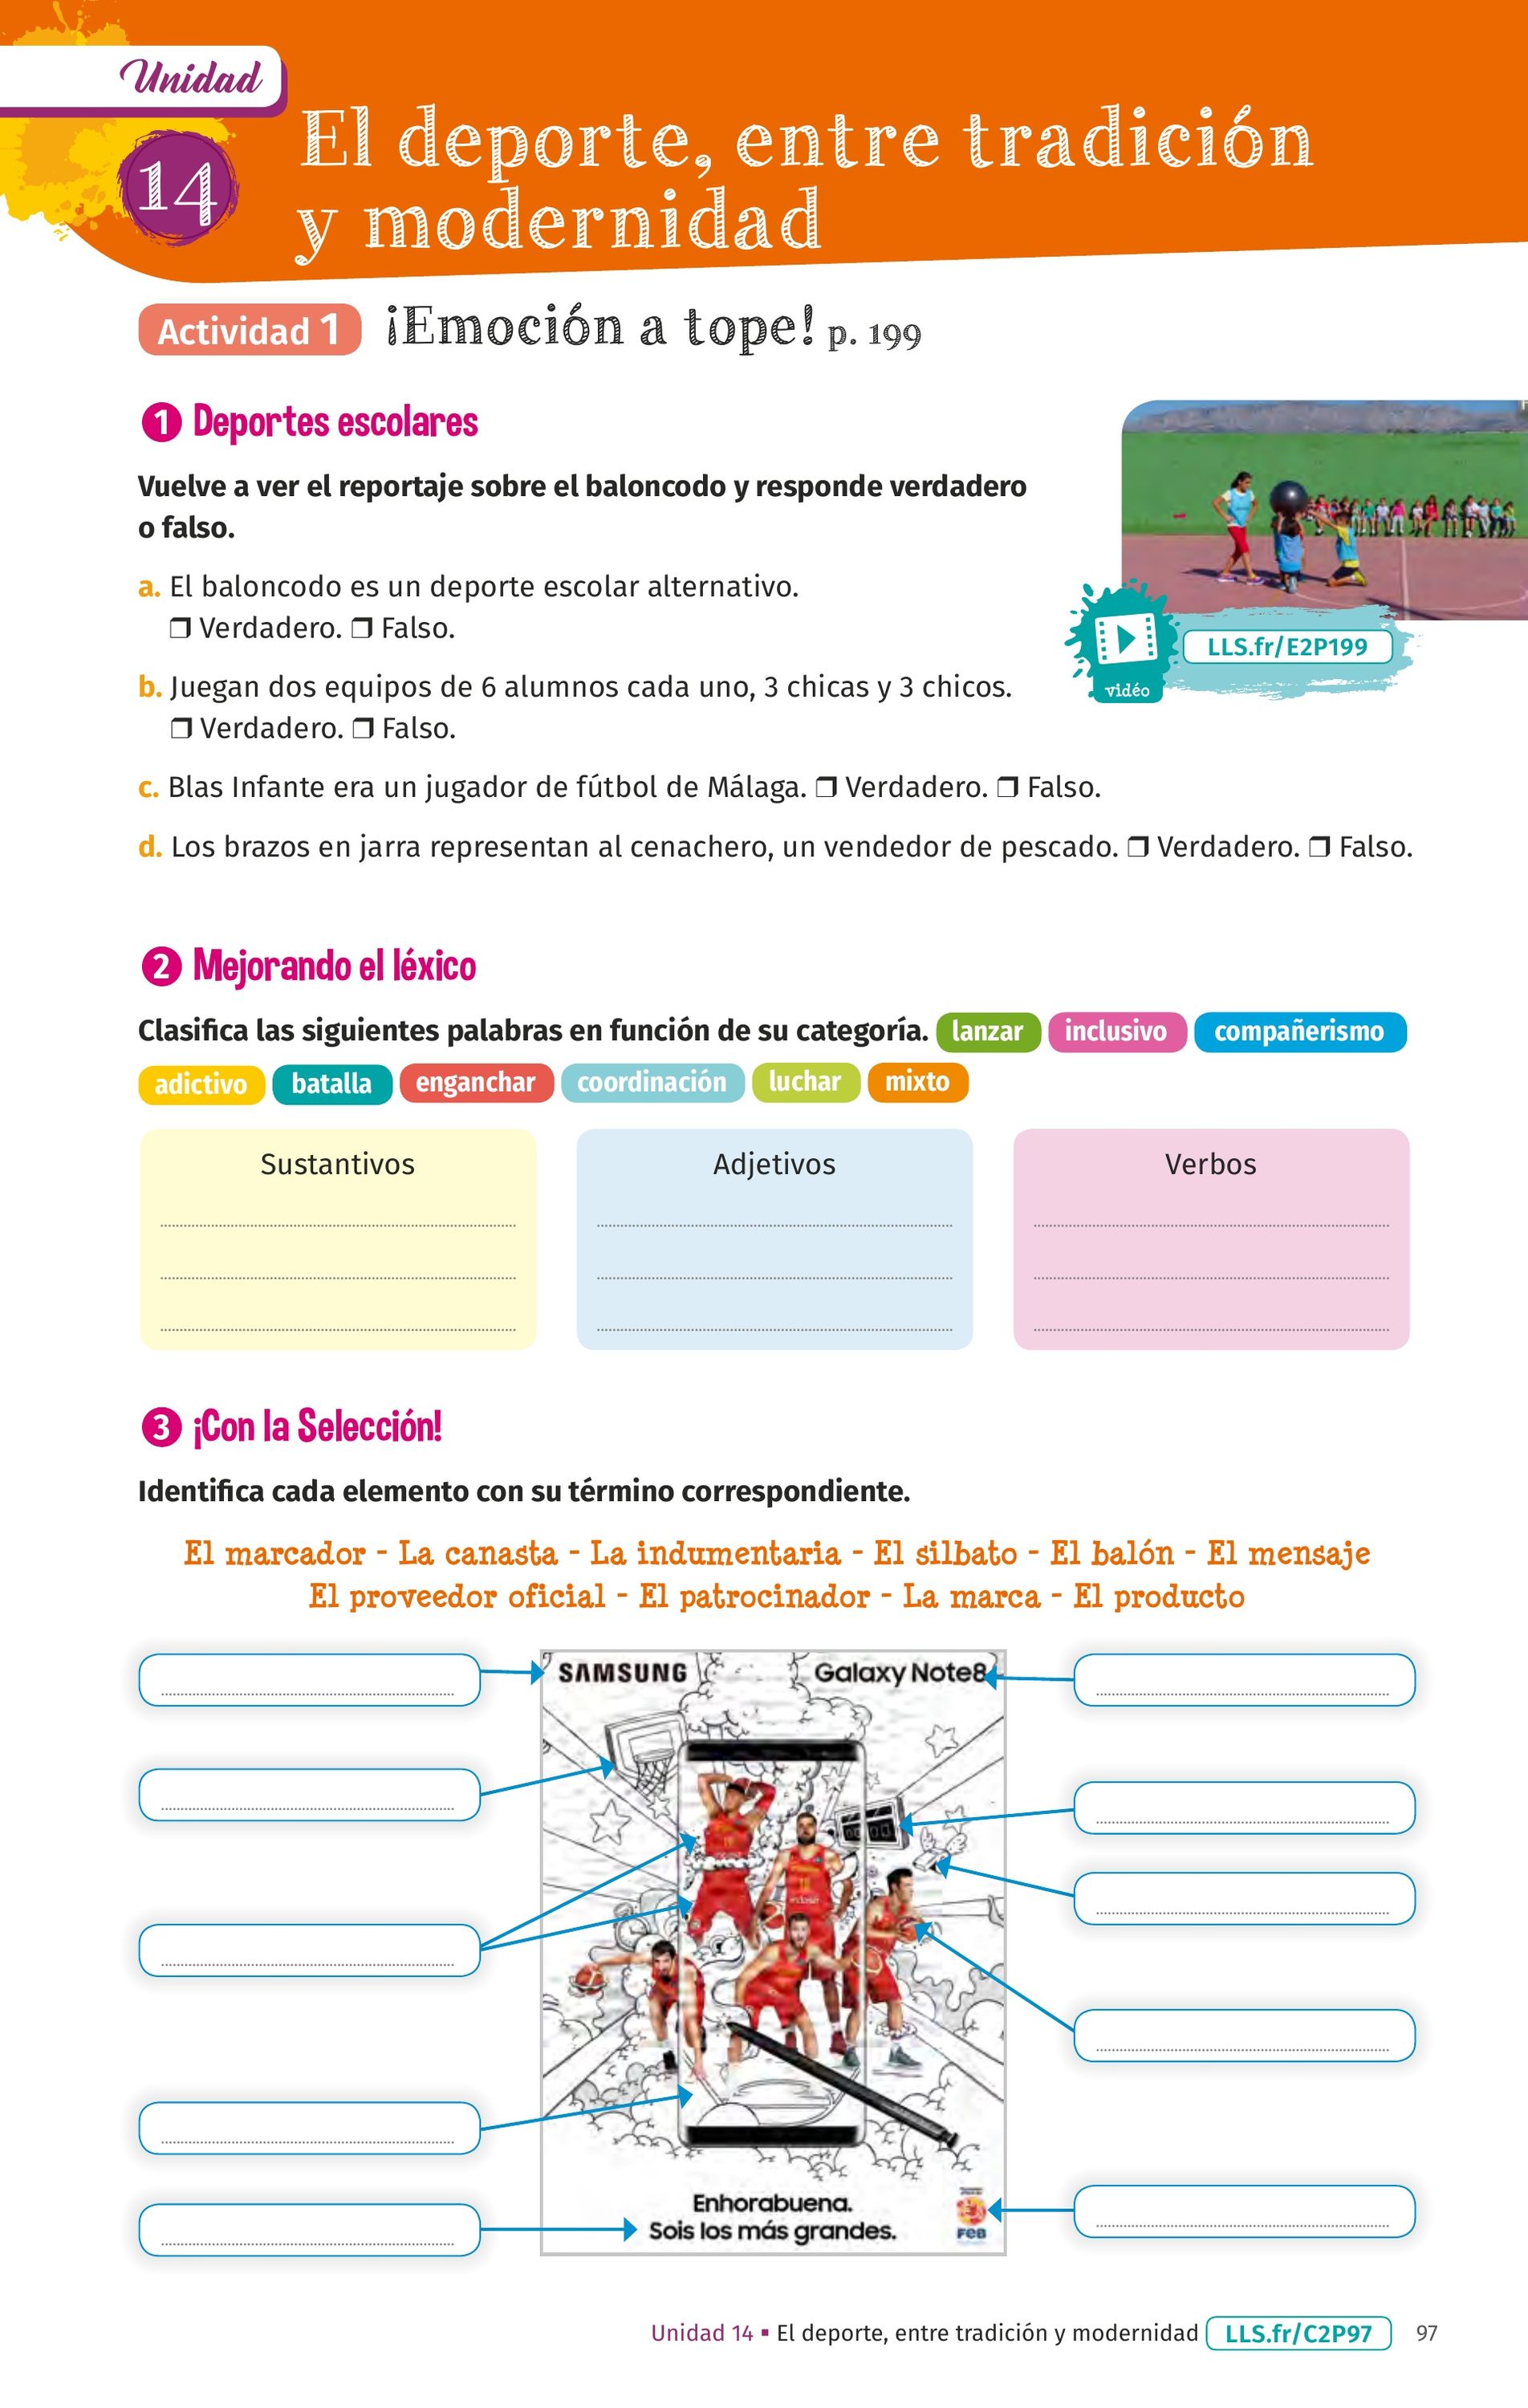 Unidad
14
El deporte, entre tradición
y modernidad
Actividad 1 ¡Emoción a tope! p. 199
1 Deportes escolares
Vuelve a ver el reportaje sobre el baloncodo y responde verdadero
o falso.
a. El baloncodo es un deporte escolar alternativo.
❒ Verdadero. ❒ Falso.
b. Juegan dos equipos de 6 alumnos cada uno, 3 chicas y 3 chicos.
❒ Verdadero. ❒ Falso.
vidéo
LLS.fr/E2P199
c. Blas Infante era un jugador de fútbol de Málaga. ❒ Verdadero. ❒ Falso.
d. Los brazos en jarra representan al cenachero, un vendedor de pescado. ❒ Verdadero. ❒ Falso.
2 Mejorando el léxico
Clasifica las siguientes palabras en función de su categoría. lanzar inclusivo compañerismo
adictivo batalla enganchar coordinación luchar mixto
Sustantivos Adjetivos Verbos
3 ¡Con la Selección!
Identifica cada elemento con su término correspondiente.
El marcador - La canasta - La indumentaria - El silbato - El balón - El mensaje
El proveedor oficial - El patrocinador - La marca - El producto
SAMSUNG Galaxy Note8
Enhorabuena.
Sois los más grandes.
FEB
Unidad 14 ▪ El deporte, entre tradición y modernidad LLS.fr/C2P97 97